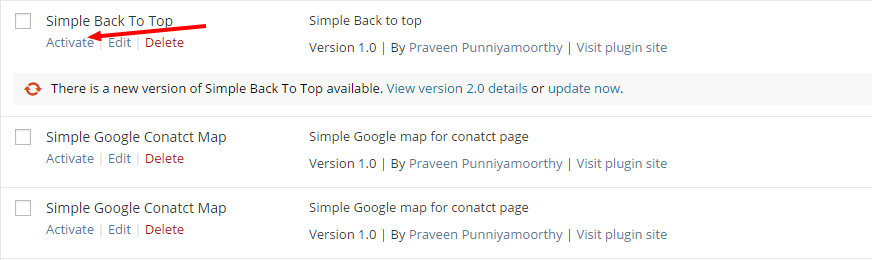 Simple Back To Top
Simple Back to top
Activate | Edit | Delete
Version 1.0 | By Praveen Punniyamoorthy | Visit plugin site
There is a new version of Simple Back To Top available. View version 2.0 details or update now.
Simple Google Conatct Map
Simple Google map for conatct page
Activate | Edit | Delete
Version 1.0 | By Praveen Punniyamoorthy | Visit plugin site
Simple Google Conatct Map
Simple Google map for conatct page
Activate | Edit | Delete
Version 1.0 | By Praveen Punniyamoorthy | Visit plugin site